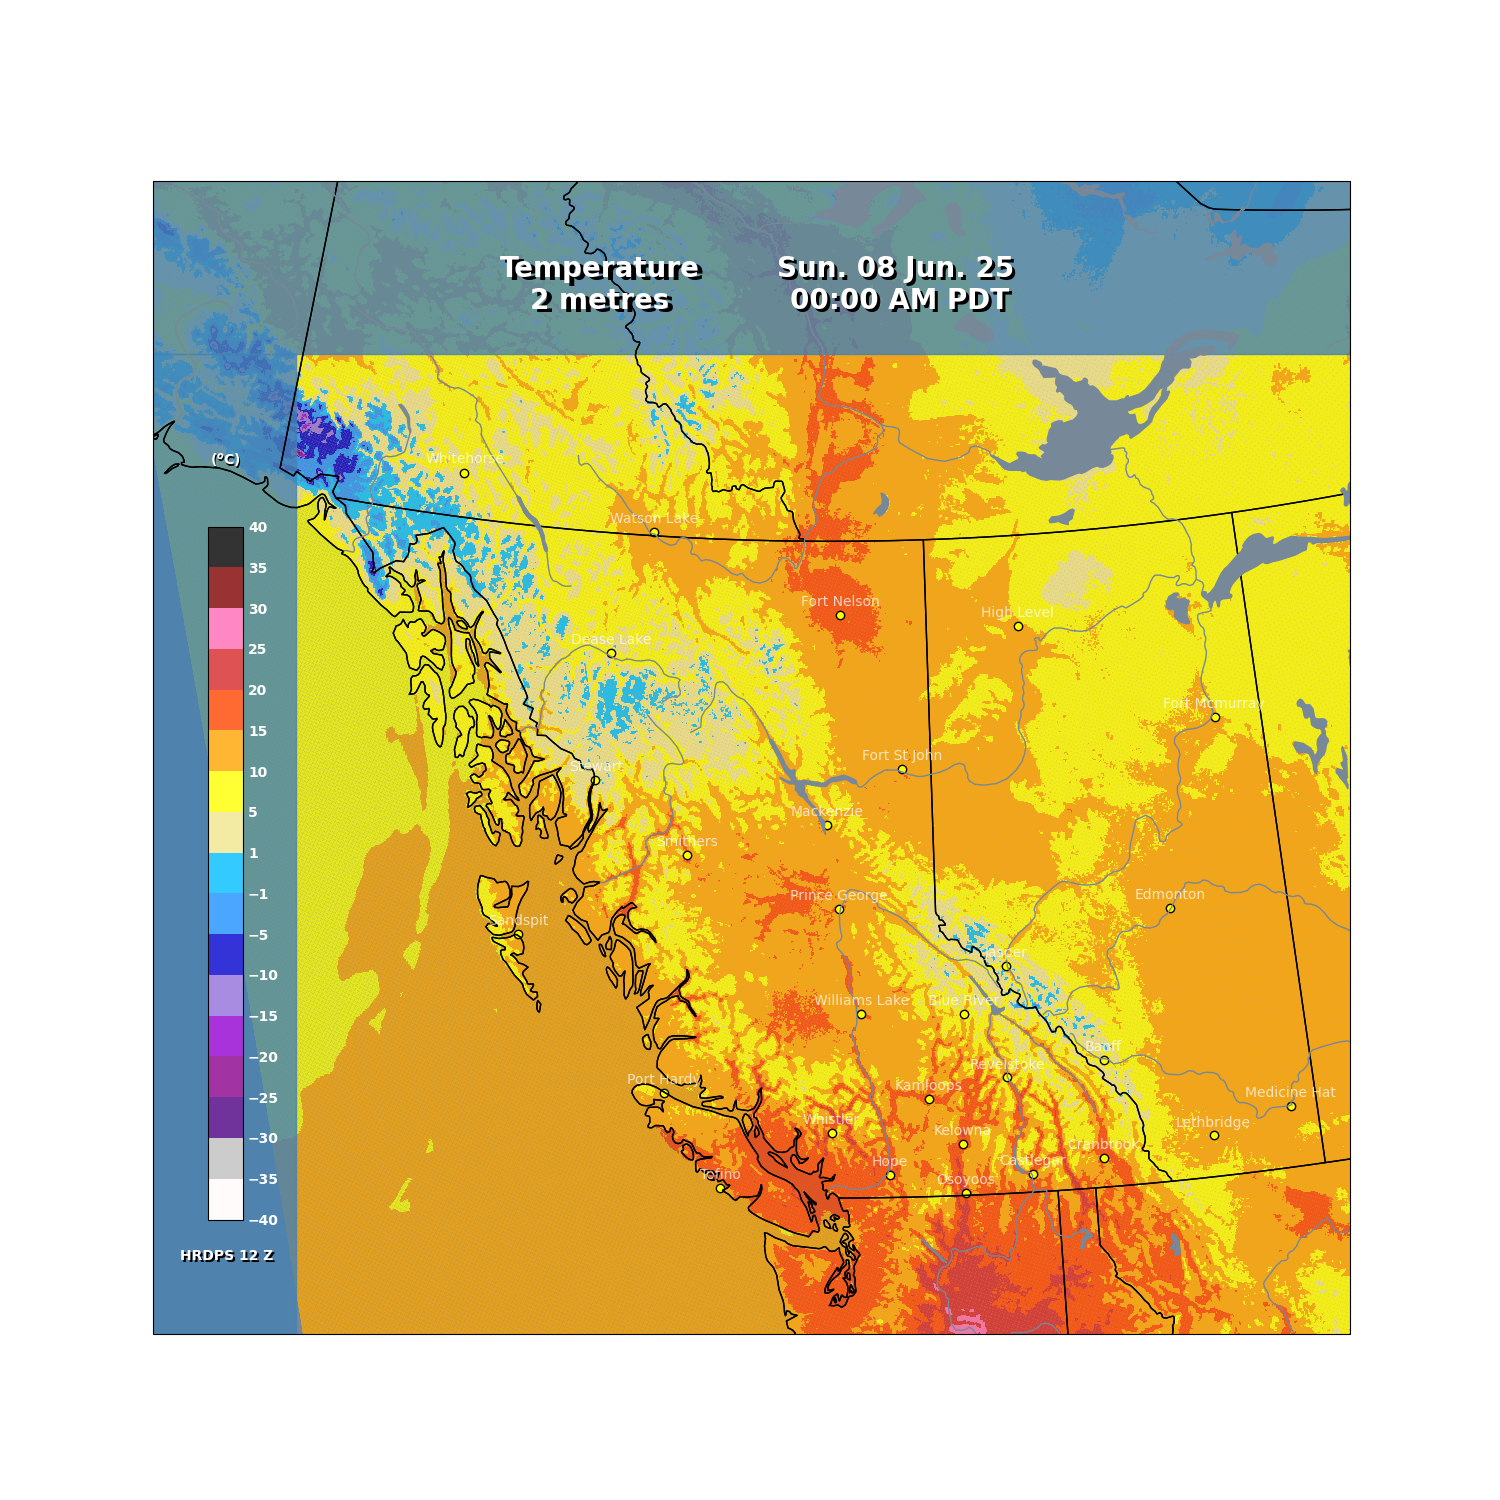 Temperature
2 metres
Sun. 08 Jun. 25
00:00 AM PDT
(°C)
Whitehorse
Watson Lake
40
35
30
25
20
15
10
5
1
−1
−5
−10
−15
−20
−25
−30
−35
−40
Fort Nelson
High Level
Dease Lake
Fort Mcmurray
Fort St John
Stewart
Mackenzie
Smithers
Prince George
Edmonton
Sandspit
Jasper
Williams Lake
Blue River
Banff
Revelstoke
Port Hardy
Kamloops
Medicine Hat
Whistler
Lethbridge
Kelowna
Cranbrook
Hope
Castlegar
Tofino
Osoyoos
HRDPS 12 Z